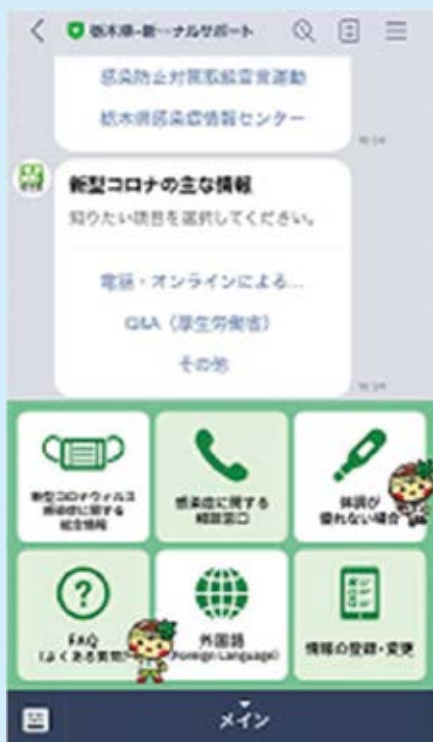 栃木県-新…ナルサポート
感染防止対策取組宣言運動
栃木県感染症情報センター
新型コロナの主な情報
知りたい項目を選択してください。
電話・オンラインによる...
Q&A（厚生労働省）
その他
新型コロナウイルス
感染症に関する
総合情報
感染症に関する
相談窓口
体調が
優れない場合
FAQ
(よくある質問)
外国語
(Foreign Language)
情報の登録・変更
メイン